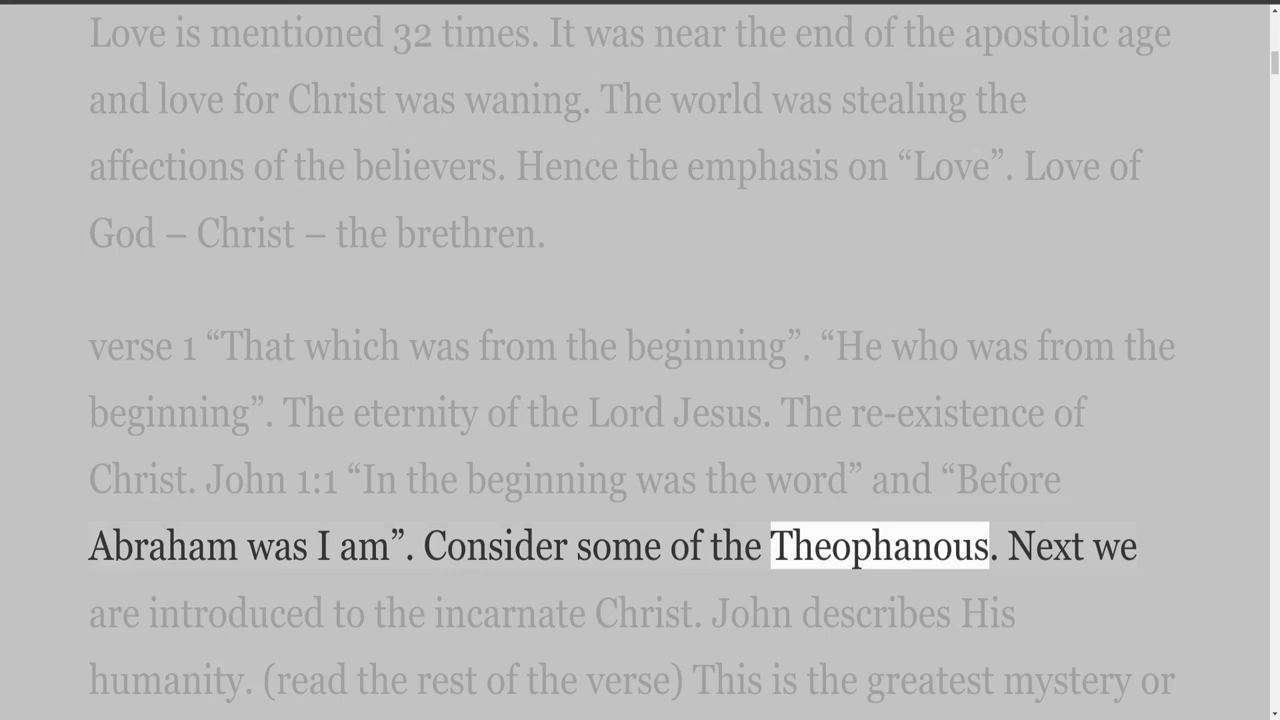 Love is mentioned 32 times. It was near the end of the apostolic age
and love for Christ was waning. The world was stealing the
affections of the believers. Hence the emphasis on “Love”. Love of
God – Christ – the brethren.
verse 1 “That which was from the beginning”. “He who was from the
beginning”. The eternity of the Lord Jesus. The re-existence of
Christ. John 1:1 “In the beginning was the word” and “Before
Abraham was I am”. Consider some of the Theophanous. Next we
are introduced to the incarnate Christ. John describes His
humanity. (read the rest of the verse) This is the greatest mystery or